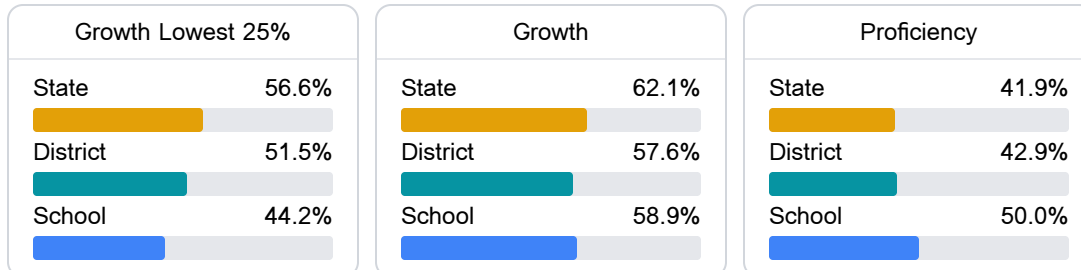 Growth Lowest 25%
State 56.6%
District 51.5%
School 44.2%
Growth
State 62.1%
District 57.6%
School 58.9%
Proficiency
State 41.9%
District 42.9%
School 50.0%